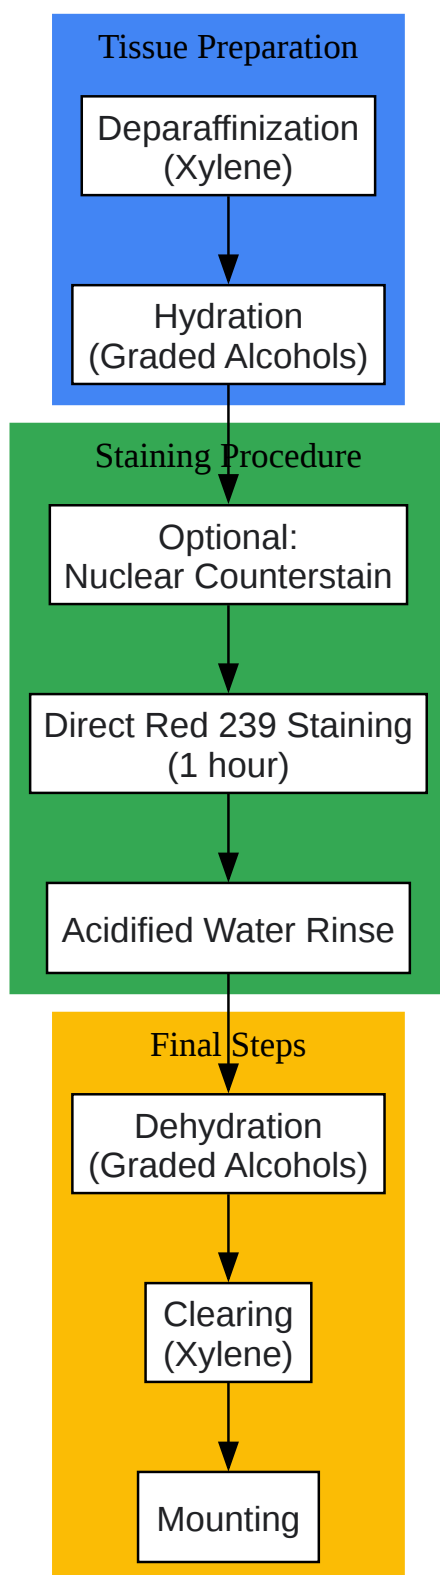 Tissue Preparation
Deparaffinization
(Xylene)
Hydration
(Graded Alcohols)
Staining Procedure
Optional:
Nuclear Counterstain
Direct Red 239 Staining
(1 hour)
Acidified Water Rinse
Final Steps
Dehydration
(Graded Alcohols)
Clearing
(Xylene)
Mounting